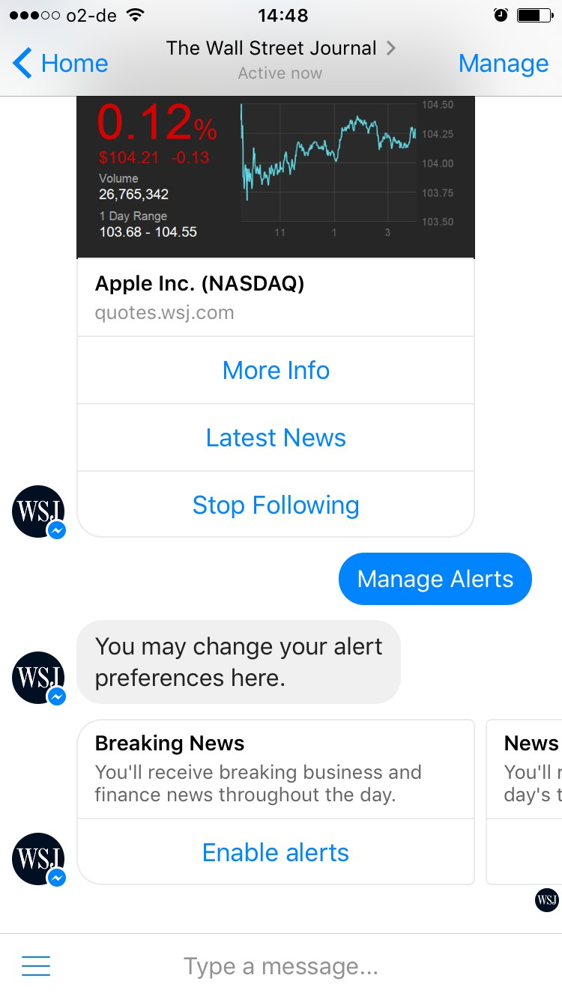 o2-de 14:48
Home The Wall Street Journal Manage
Active now
0.12%
$104.21 -0.13
Volume
26,765,342
1 Day Range
103.68 - 104.55
104.50
104.25
104.00
103.75
103.50
11 1 3
Apple Inc. (NASDAQ)
quotes.wsj.com
More Info
Latest News
Stop Following
WSJ
Manage Alerts
You may change your alert
preferences here.
WSJ
Breaking News
You'll receive breaking business and
finance news throughout the day.
Enable alerts
WSJ
News
You'll r
day's t
WSJ
Type a message...